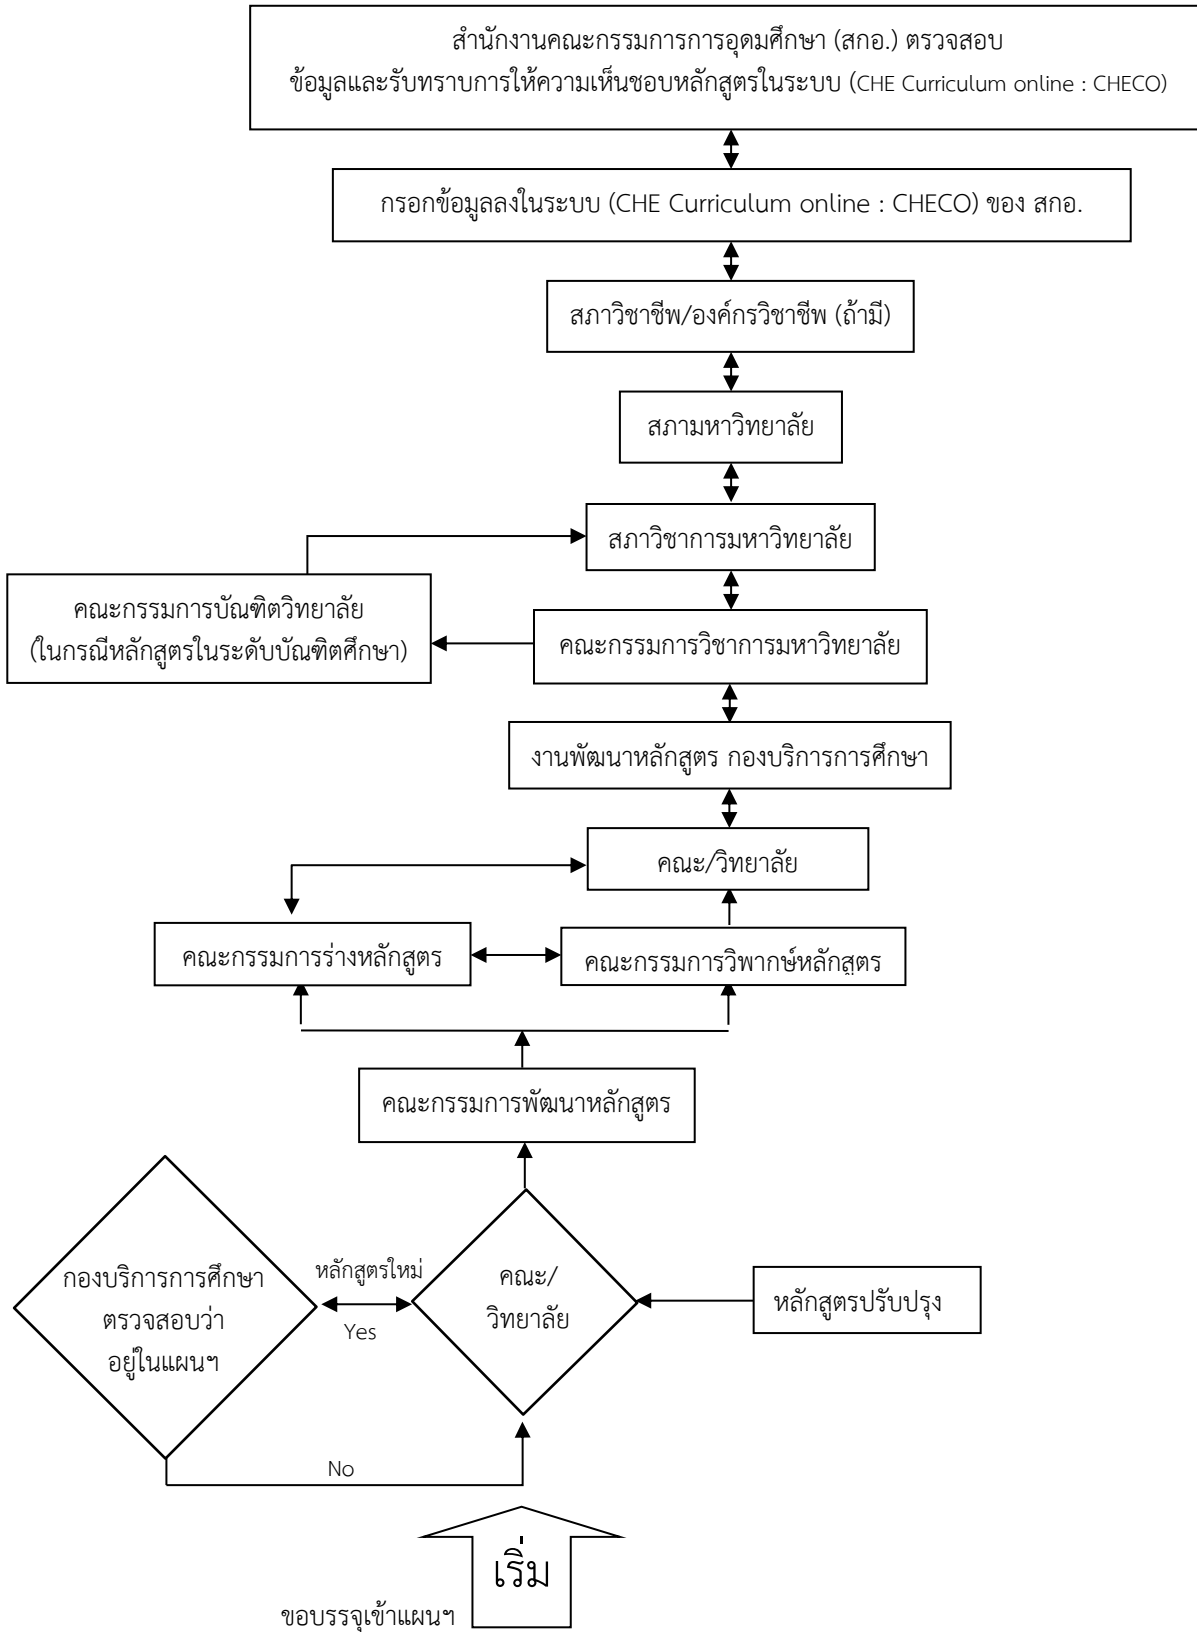 สำนักงานคณะกรรมการการอุดมศึกษา (สกอ.) ตรวจสอบ
ข้อมูลและรับทราบการให้ความเห็นชอบหลักสูตรในระบบ (CHE Curriculum online : CHECO)
กรอกข้อมูลลงในระบบ (CHE Curriculum online : CHECO) ของ สกอ.
สภาวิชาชีพ/องค์กรวิชาชีพ (ถ้ามี)
สภามหาวิทยาลัย
สภาวิชาการมหาวิทยาลัย
คณะกรรมการบัณฑิตวิทยาลัย
(ในกรณีหลักสูตรในระดับบัณฑิตศึกษา)
คณะกรรมการวิชาการมหาวิทยาลัย
งานพัฒนาหลักสูตร กองบริการการศึกษา
คณะ/วิทยาลัย
คณะกรรมการร่างหลักสูตร
คณะกรรมการวิพากษ์หลักสูตร
คณะกรรมการพัฒนาหลักสูตร
กองบริการการศึกษา
ตรวจสอบว่า
อยู่ในแผนฯ
หลักสูตรใหม่
Yes
คณะ/
วิทยาลัย
หลักสูตรปรับปรุง
No
เริ่ม
ขอบรรจุเข้าแผนฯ